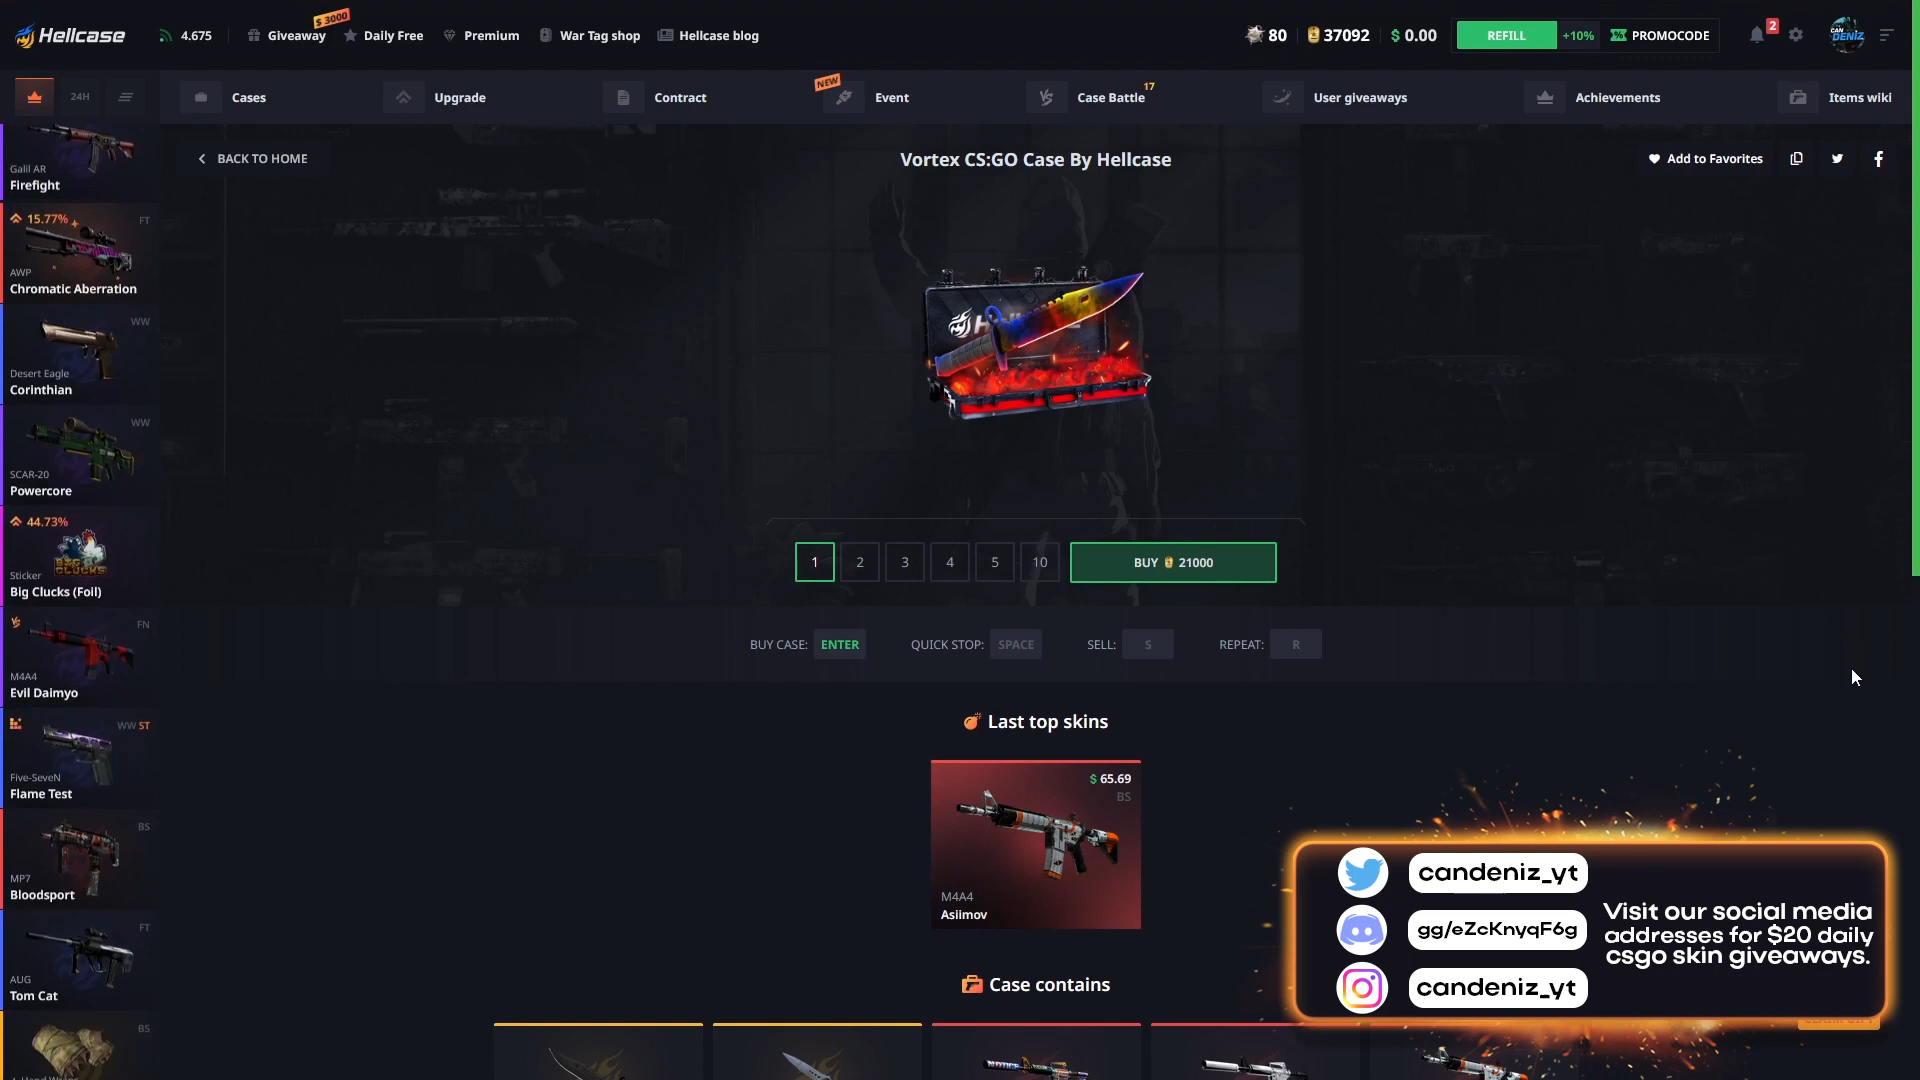 Hellcase
4.675
Giveaway
$ 3000
Daily Free
Premium
War Tag shop
Hellcase blog
80
37092
$ 0.00
REFILL
+10%
PROMOCODE
2
CAN DENİZ
24H
Cases
Upgrade
Contract
NEW
Event
Case Battle
17
User giveaways
Achievements
Items wiki
BACK TO HOME
Vortex CS:GO Case By Hellcase
Add to Favorites
Galil AR
Firefight
15.77%
FT
AWP
Chromatic Aberration
WW
Desert Eagle
Corinthian
WW
SCAR-20
Powercore
44.73%
BIG CLUCKS
Sticker
Big Clucks (Foil)
FN
M4A4
Evil Daimyo
WW ST
Five-SeveN
Flame Test
BS
MP7
Bloodsport
FT
AUG
Tom Cat
BS
1
2
3
4
5
10
BUY 21000
BUY CASE: ENTER
QUICK STOP: SPACE
SELL: S
REPEAT: R
Last top skins
$ 65.69
BS
M4A4
Asiimov
Case contains
candeniz_yt
gg/eZcKnyqF6g
candeniz_yt
Visit our social media
addresses for $20 daily
csgo skin giveaways.